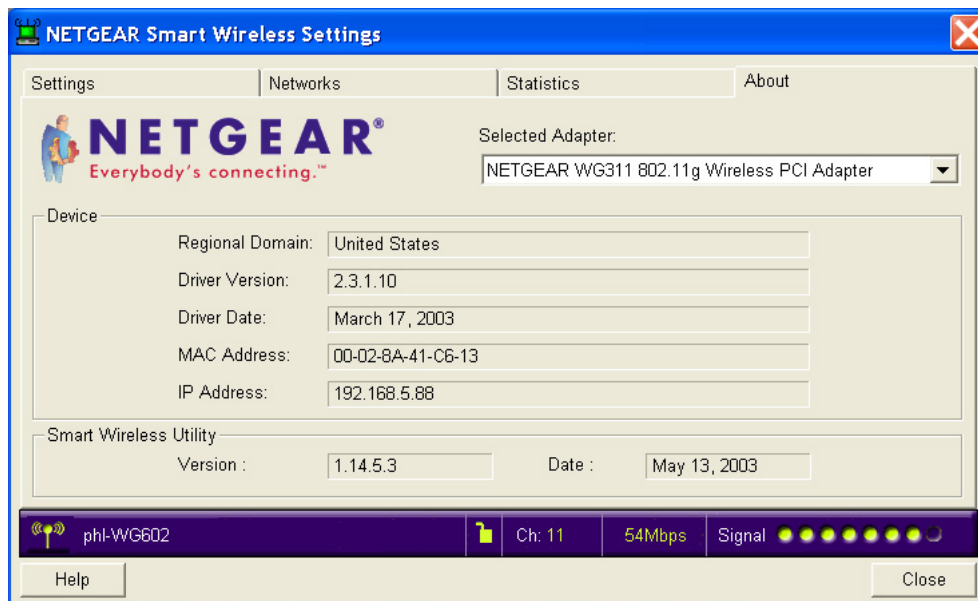 NETGEAR Smart Wireless Settings
Settings Networks Statistics About
NETGEAR®
Everybody's connecting.™
Selected Adapter:
NETGEAR WG311 802.11g Wireless PCI Adapter
Device
Regional Domain: United States
Driver Version: 2.3.1.10
Driver Date: March 17, 2003
MAC Address: 00-02-8A-41-C6-13
IP Address: 192.168.5.88
Smart Wireless Utility
Version : 1.14.5.3 Date : May 13, 2003
phl-WG602 Ch: 11 54Mbps Signal
Help Close